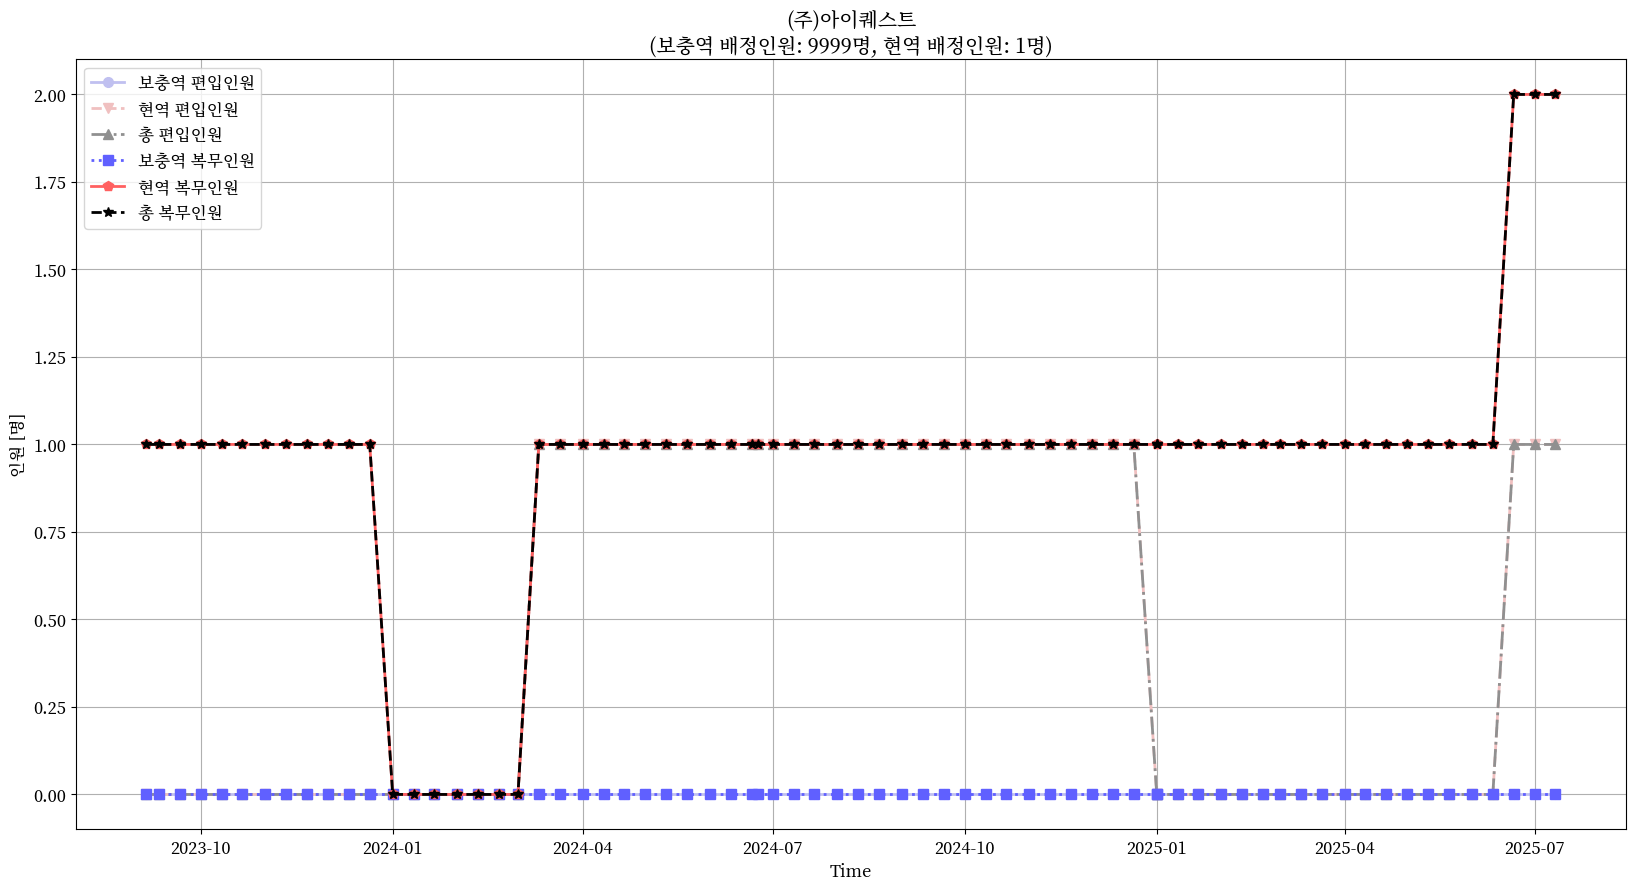 (주)아이퀘스트
(보충역 배정인원: 9999명, 현역 배정인원: 1명)
보충역 편입인원
현역 편입인원
총 편입인원
보충역 복무인원
현역 복무인원
총 복무인원
인원 [명]
2.00
1.75
1.50
1.25
1.00
0.75
0.50
0.25
0.00
2023-10
2024-01
2024-04
2024-07
2024-10
2025-01
2025-04
2025-07
Time